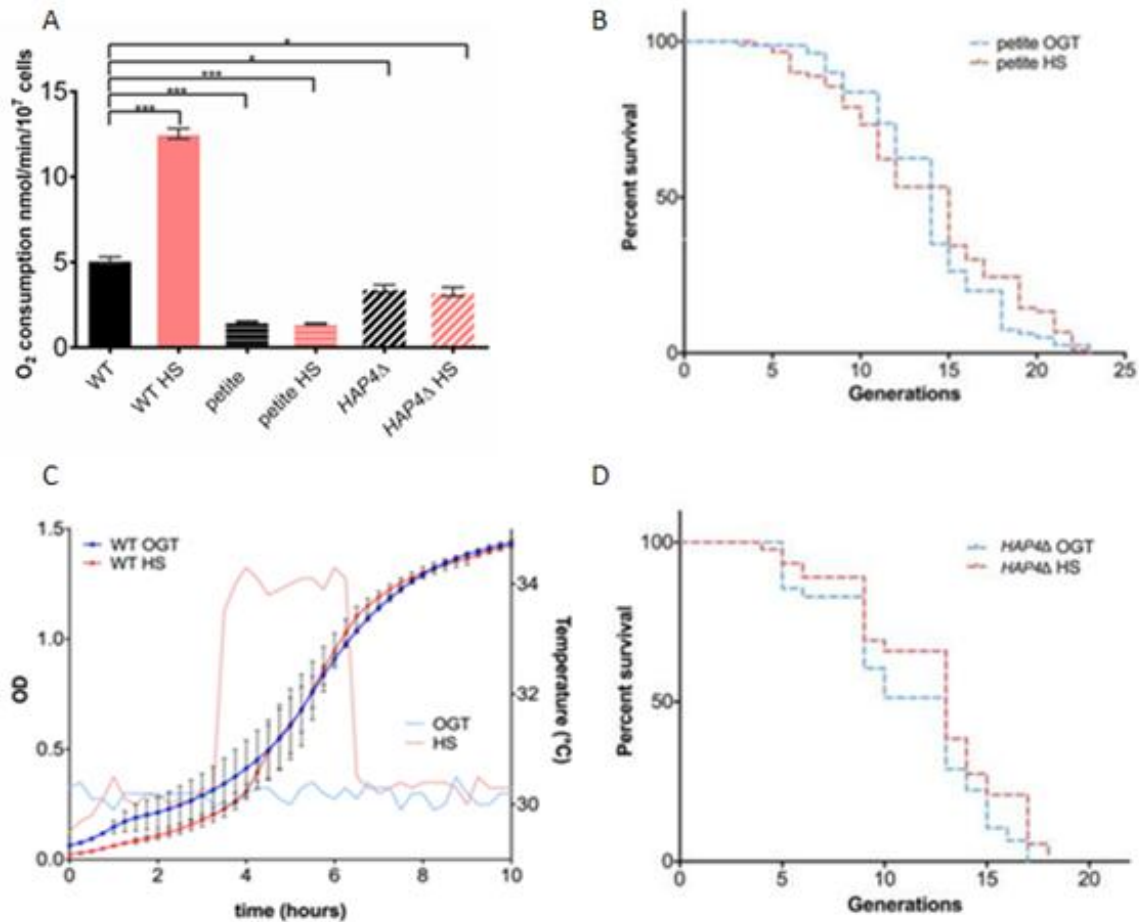 A
O₂ consumption nmol/min/10⁷ cells
15
10
5
0
*
*
***
***
***
WT
WT HS
petite
petite HS
HAP4Δ
HAP4Δ HS
B
Percent survival
100
50
0
petite OGT
petite HS
0 5 10 15 20 25
Generations
C
OD
1.5
1.0
0.5
0.0
WT OGT
WT HS
OGT
HS
34
32
30
Temperature (°C)
0 2 4 6 8 10
time (hours)
D
Percent survival
100
50
0
HAP4Δ OGT
HAP4Δ HS
0 5 10 15 20
Generations